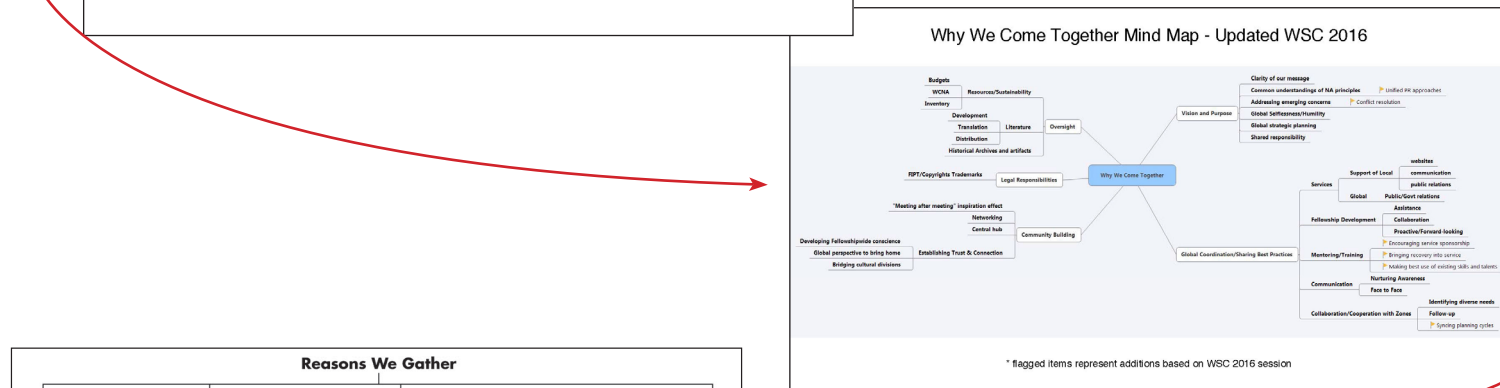 Why We Come Together Mind Map - Updated WSC 2016
Budgets
WCNA
Inventory
Resources/Sustainability
Development
Translation
Distribution
Literature
Historical Archives and artifacts
Oversight
FIPT/Copyrights Trademarks
Legal Responsibilities
"Meeting after meeting" inspiration effect
Networking
Central hub
Developing Fellowshipwide conscience
Global perspective to bring home
Bridging cultural divisions
Establishing Trust & Connection
Community Building
Why We Come Together
Vision and Purpose
Clarity of our message
Common understandings of NA principles
Unified PR approaches
Addressing emerging concerns
Conflict resolution
Global Selflessness/Humility
Global strategic planning
Shared responsibility
Global Coordination/Sharing Best Practices
Services
Support of Local
websites
communication
public relations
Global
Public/Govt relations
Fellowship Development
Assistance
Collaboration
Proactive/Forward-looking
Mentoring/Training
Encouraging service sponsorship
Bringing recovery into service
Making best use of existing skills and talents
Communication
Nurturing Awareness
Face to Face
Collaboration/Cooperation with Zones
Identifying diverse needs
Follow-up
Syncing planning cycles
* flagged items represent additions based on WSC 2016 session
Reasons We Gather